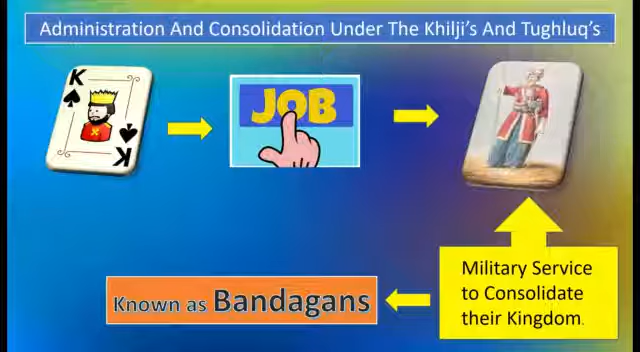 Administration And Consolidation Under The Khilji's And Tughluq's
K
K
JOB
Military Service
to Consolidate
their Kingdom.
Known as Bandagans